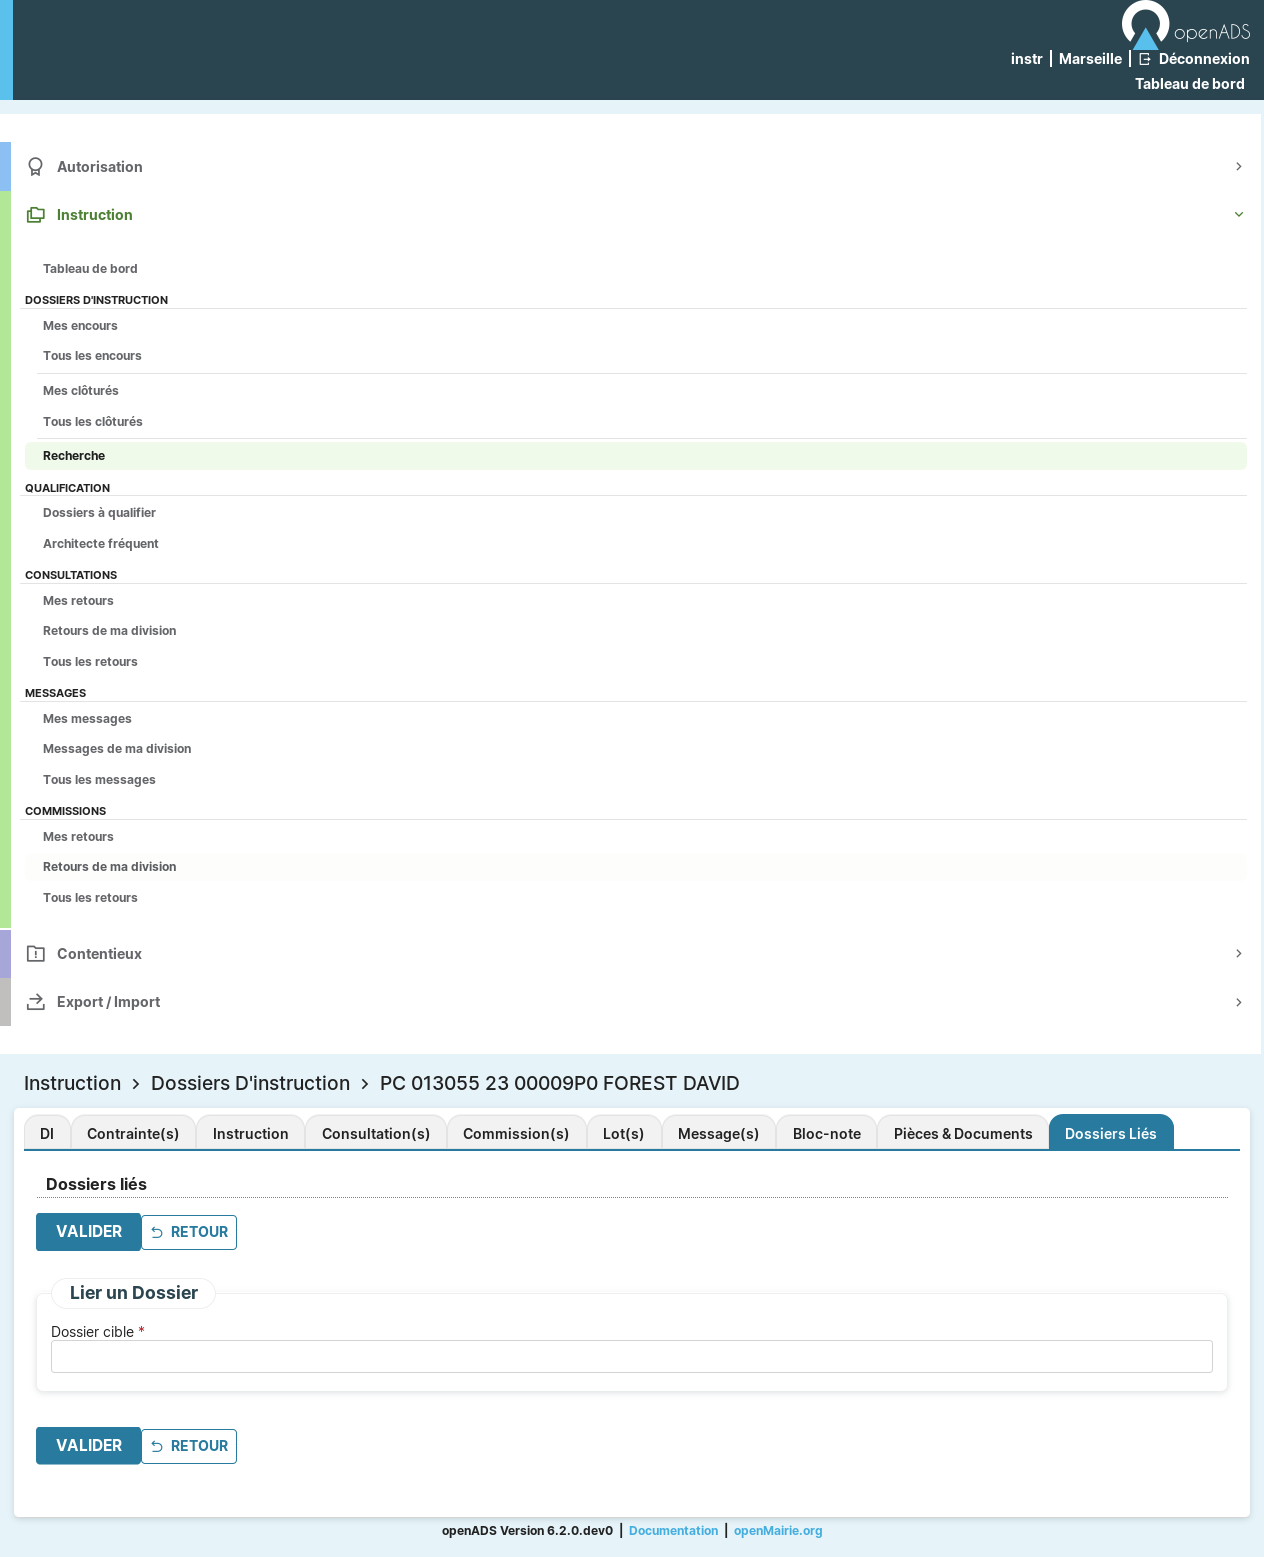 openADS
instr | Marseille | Déconnexion
Tableau de bord
Autorisation
Instruction
Tableau de bord
DOSSIERS D'INSTRUCTION
Mes encours
Tous les encours
Mes clôturés
Tous les clôturés
Recherche
QUALIFICATION
Dossiers à qualifier
Architecte fréquent
CONSULTATIONS
Mes retours
Retours de ma division
Tous les retours
MESSAGES
Mes messages
Messages de ma division
Tous les messages
COMMISSIONS
Mes retours
Retours de ma division
Tous les retours
Contentieux
Export / Import
Instruction > Dossiers D'instruction > PC 013055 23 00009P0 FOREST DAVID
DI Contrainte(s) Instruction Consultation(s) Commission(s) Lot(s) Message(s) Bloc-note Pièces & Documents Dossiers Liés
Dossiers liés
VALIDER RETOUR
Lier un Dossier
Dossier cible *
VALIDER RETOUR
openADS Version 6.2.0.dev0 | Documentation | openMairie.org